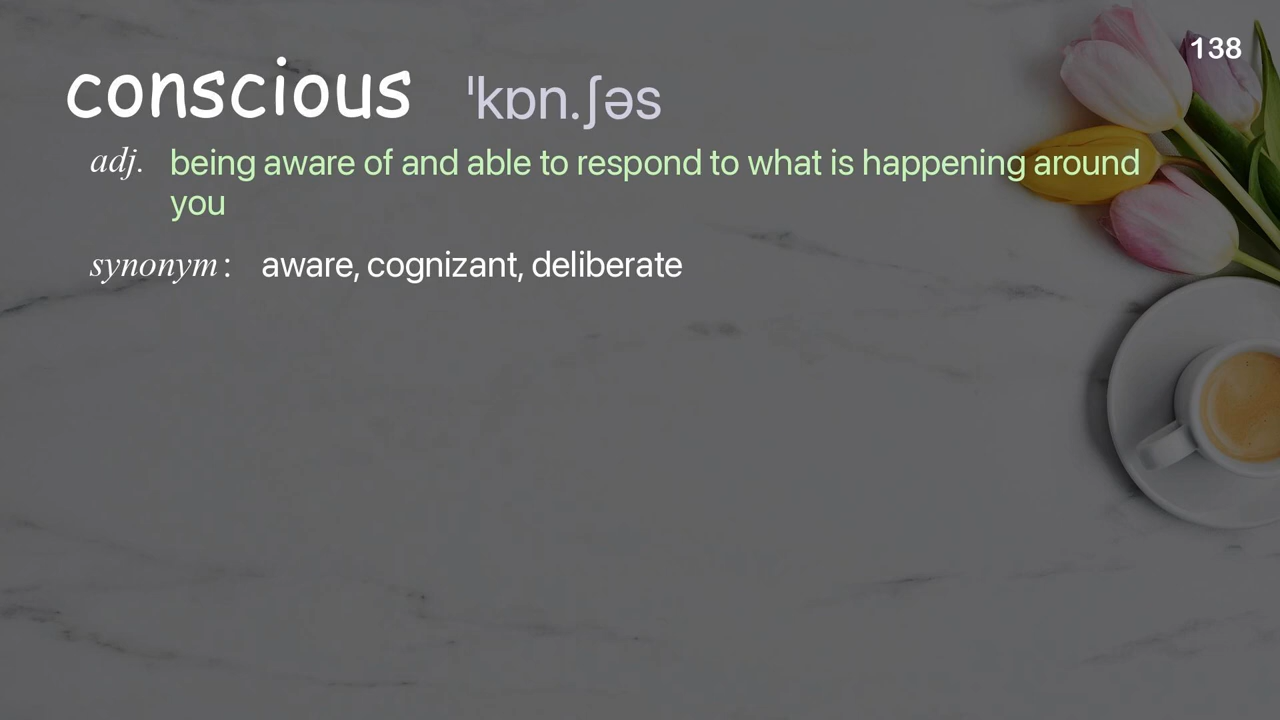 138
conscious ˈkɒn.ʃəs
adj. being aware of and able to respond to what is happening around
you
synonym: aware, cognizant, deliberate